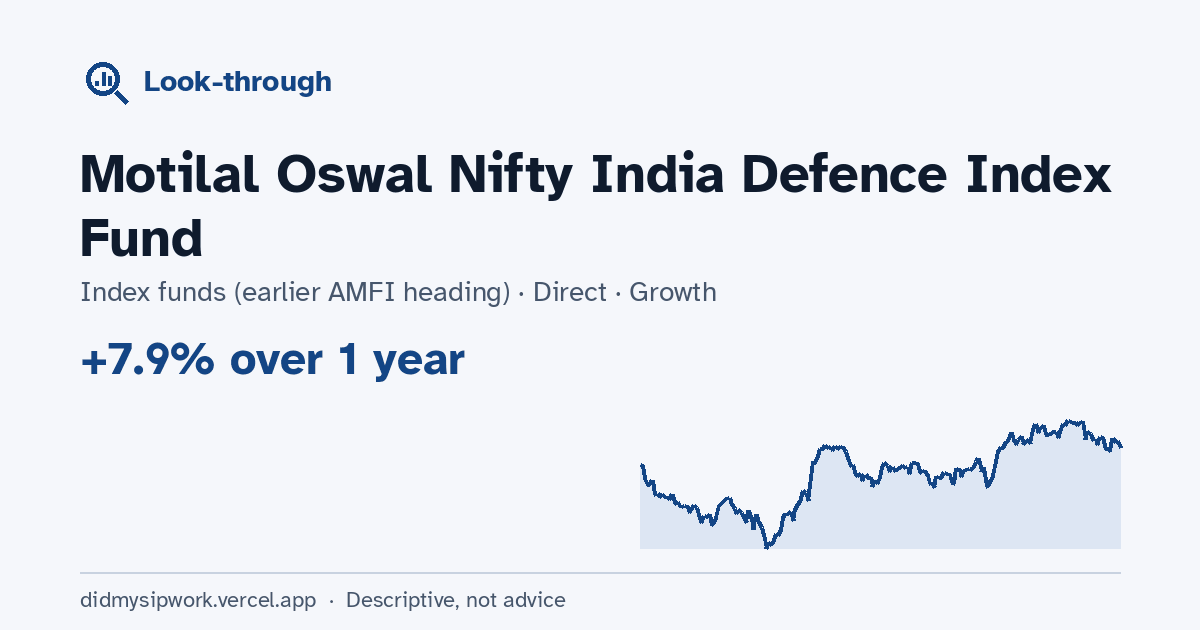 Look-through
Motilal Oswal Nifty India Defence Index
Fund
Index funds (earlier AMFI heading) · Direct · Growth
+7.9% over 1 year
didmysipwork.vercel.app · Descriptive, not advice